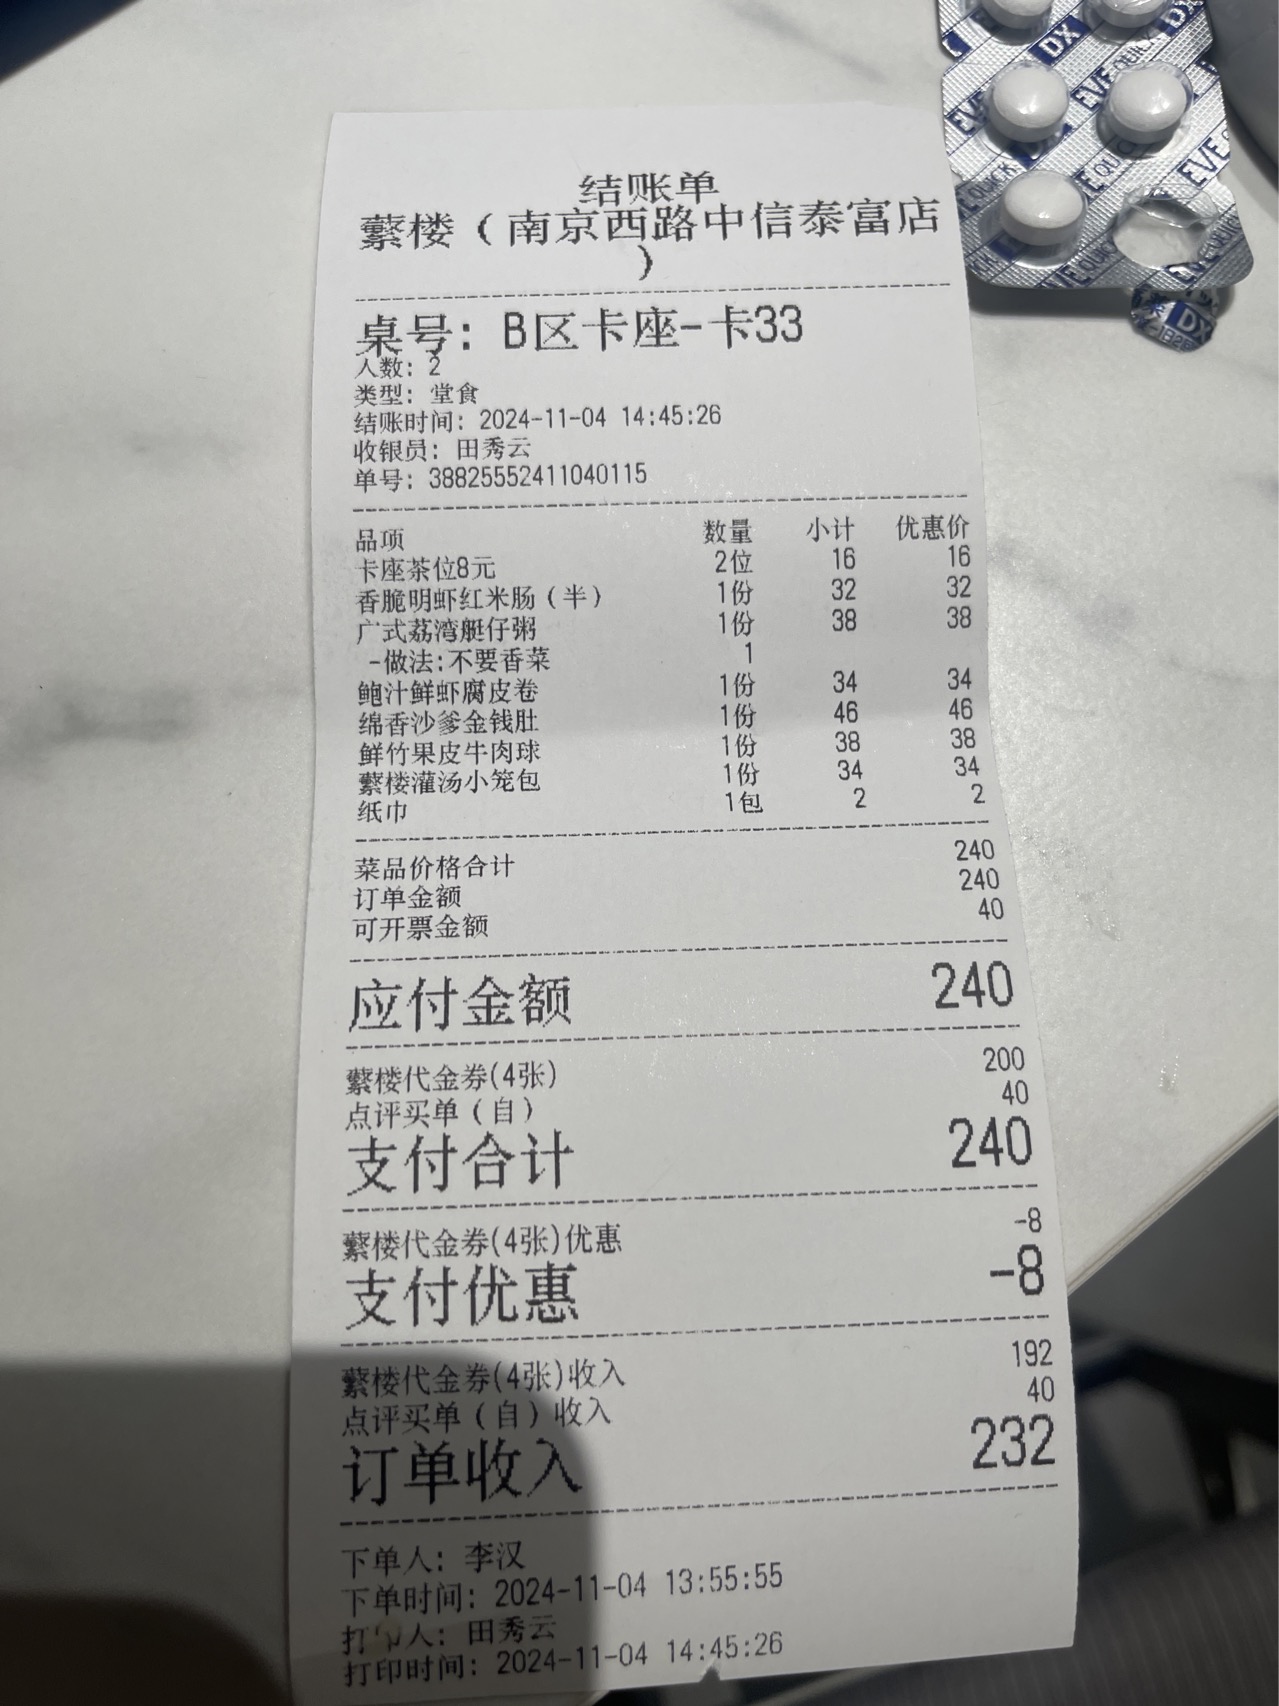 结账单
蘩楼（南京西路中信泰富店
）
桌号: B区卡座-卡33
人数: 2
类型: 堂食
结账时间: 2024-11-04 14:45:26
收银员: 田秀云
单号: 38825552411040115
品项 数量 小计 优惠价
卡座茶位8元 2位 16 16
香脆明虾红米肠（半） 1份 32 32
广式荔湾艇仔粥 1份 38 38
-做法:不要香菜 1
鲍汁鲜虾腐皮卷 1份 34 34
绵香沙爹金钱肚 1份 46 46
鲜竹果皮牛肉球 1份 38 38
蘩楼灌汤小笼包 1份 34 34
纸巾 1包 2 2
菜品价格合计 240
订单金额 240
可开票金额 40
应付金额 240
蘩楼代金券(4张) 200
点评买单（自） 40
支付合计 240
蘩楼代金券(4张)优惠 -8
支付优惠 -8
蘩楼代金券(4张)收入 192
点评买单（自）收入 40
订单收入 232
下单人: 李汉
下单时间: 2024-11-04 13:55:55
打印人: 田秀云
打印时间: 2024-11-04 14:45:26
DX
EVE QUICK
EVE
DX